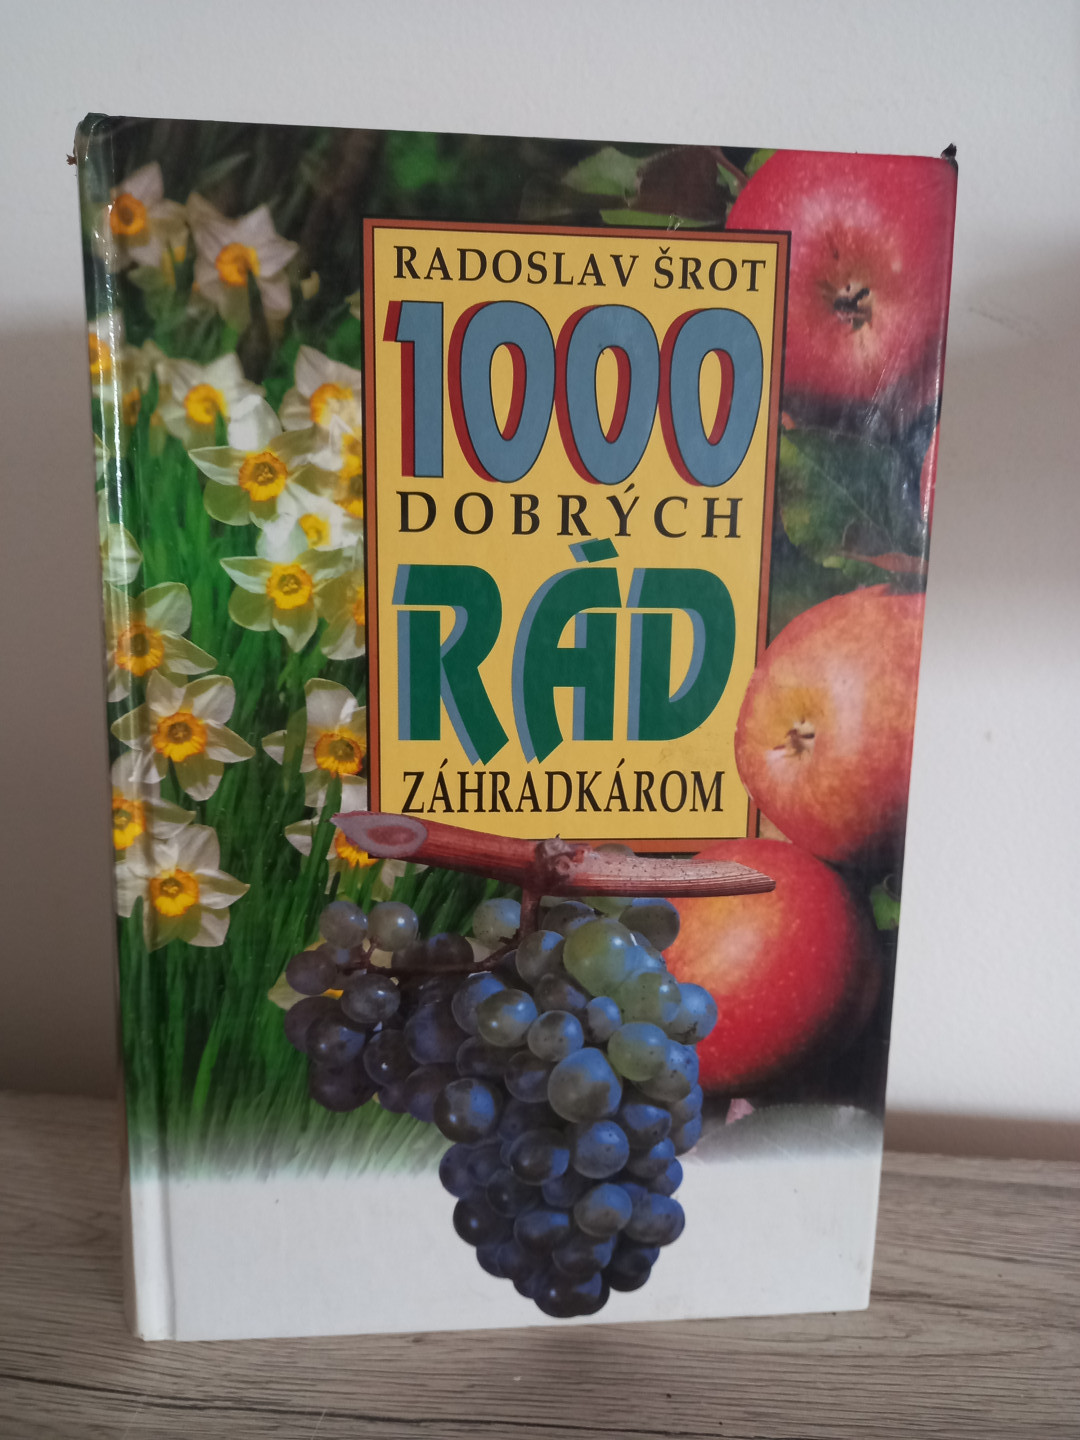 RADOSLAV ŠROT
1000
DOBRÝCH
RÁD
ZÁHRADKÁROM